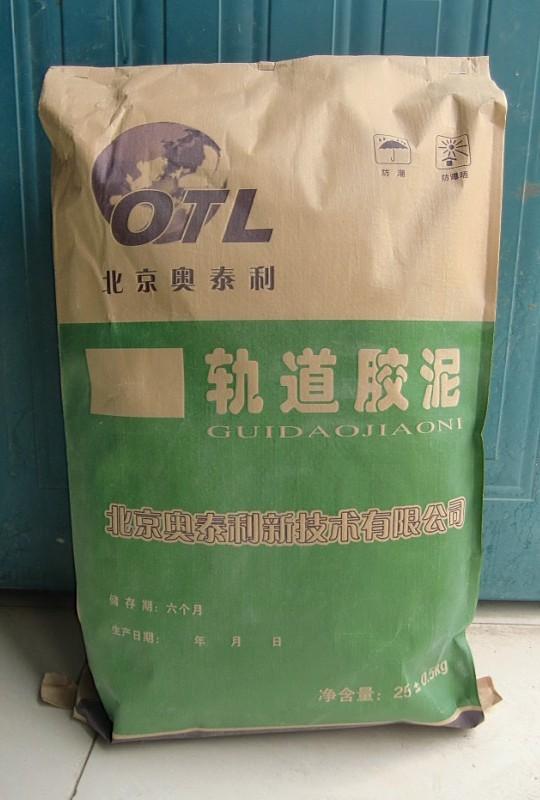 OTL
防潮 防爆晒
北京奥泰利
轨道胶泥
GUIDAOJIAONI
北京奥泰利新技术有限公司
储存期：六个月
生产日期： 年 月 日
净含量：25±0.5kg